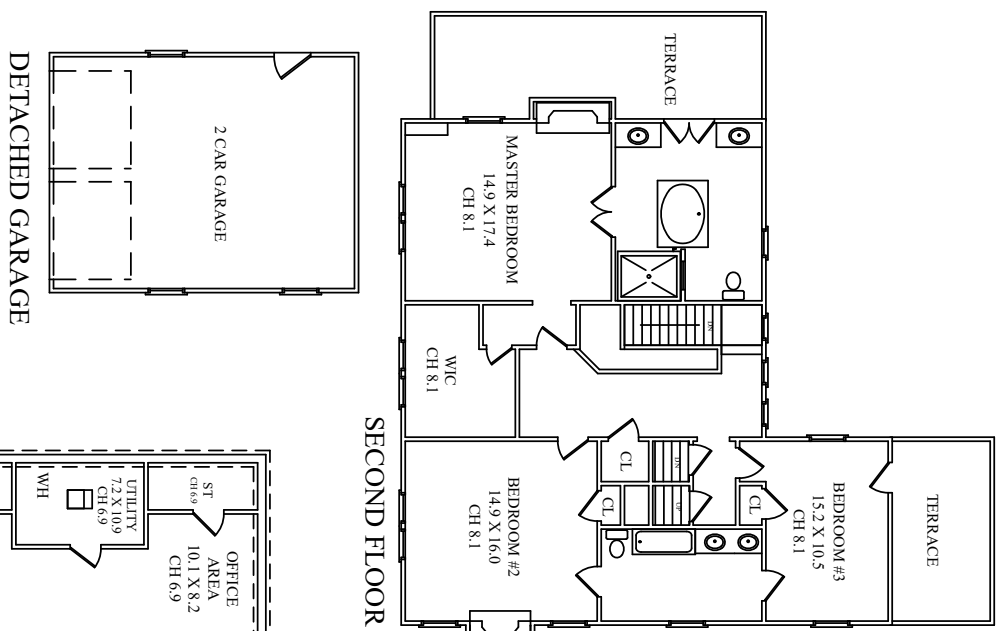 TERRACE
MASTER BEDROOM
14.9 X 17.4
CH 8.1
DN
WIC
CH 8.1
CL
DN
UP
CL
CL
BEDROOM #2
14.9 X 16.0
CH 8.1
BEDROOM #3
15.2 X 10.5
CH 8.1
TERRACE
SECOND FLOOR
2 CAR GARAGE
DETACHED GARAGE
ST
CH 6.9
UTILITY
7.2 X 10.9
CH 6.9
WH
OFFICE
AREA
10.1 X 8.2
CH 6.9